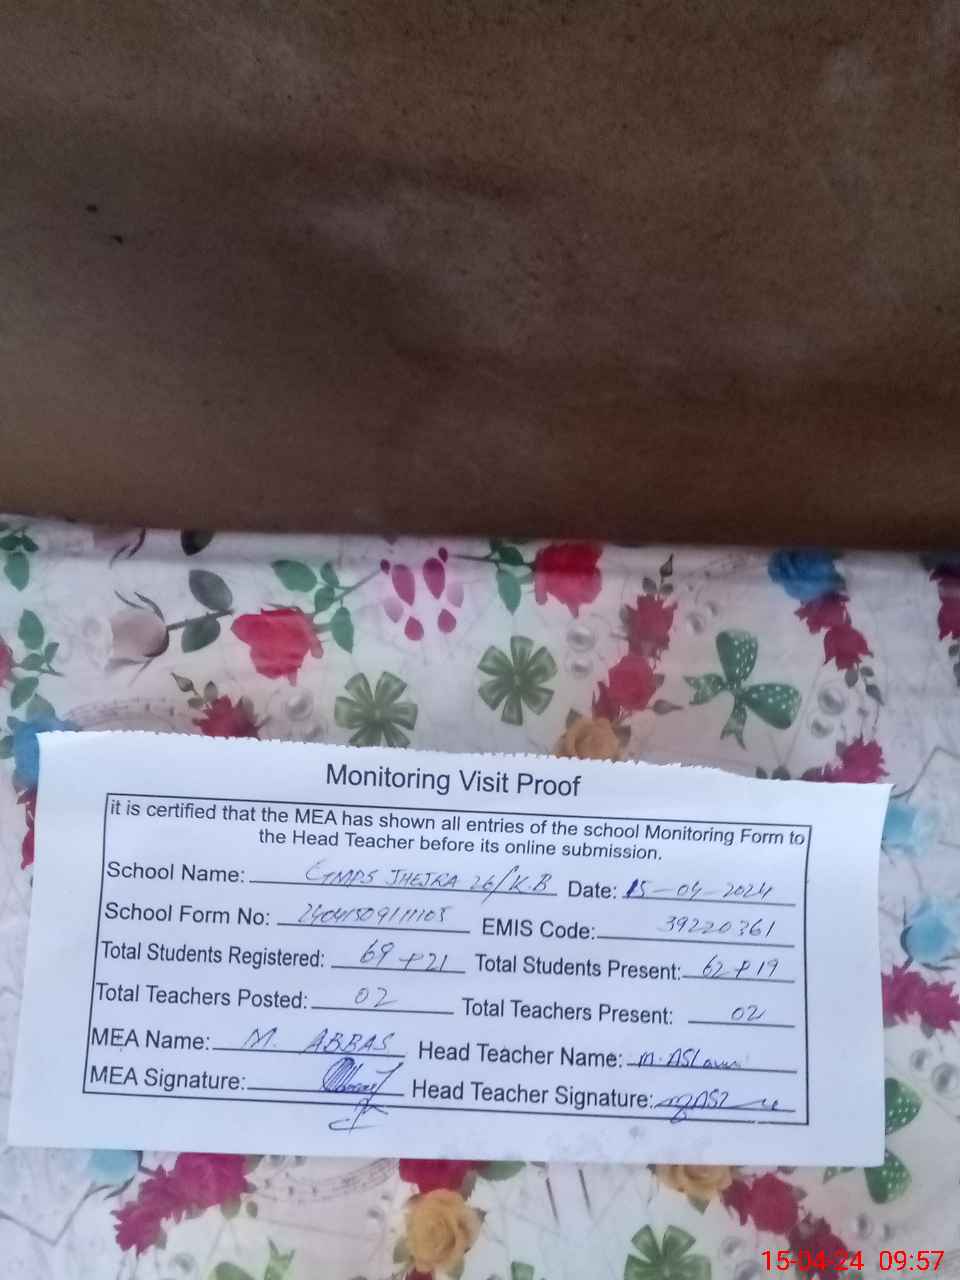 Monitoring Visit Proof
it is certified that the MEA has shown all entries of the school Monitoring Form to
the Head Teacher before its online submission.
School Name: GMPS JHEJRA 26/K.B Date: 15-04-2024
School Form No: EMIS Code: 39220361
Total Students Registered: 69+21 Total Students Present: 62+19
Total Teachers Posted: 02 Total Teachers Present: 02
MEA Name: M. ABBAS Head Teacher Name: M. ASLam
MEA Signature: Head Teacher Signature:
15-04-24 09:57